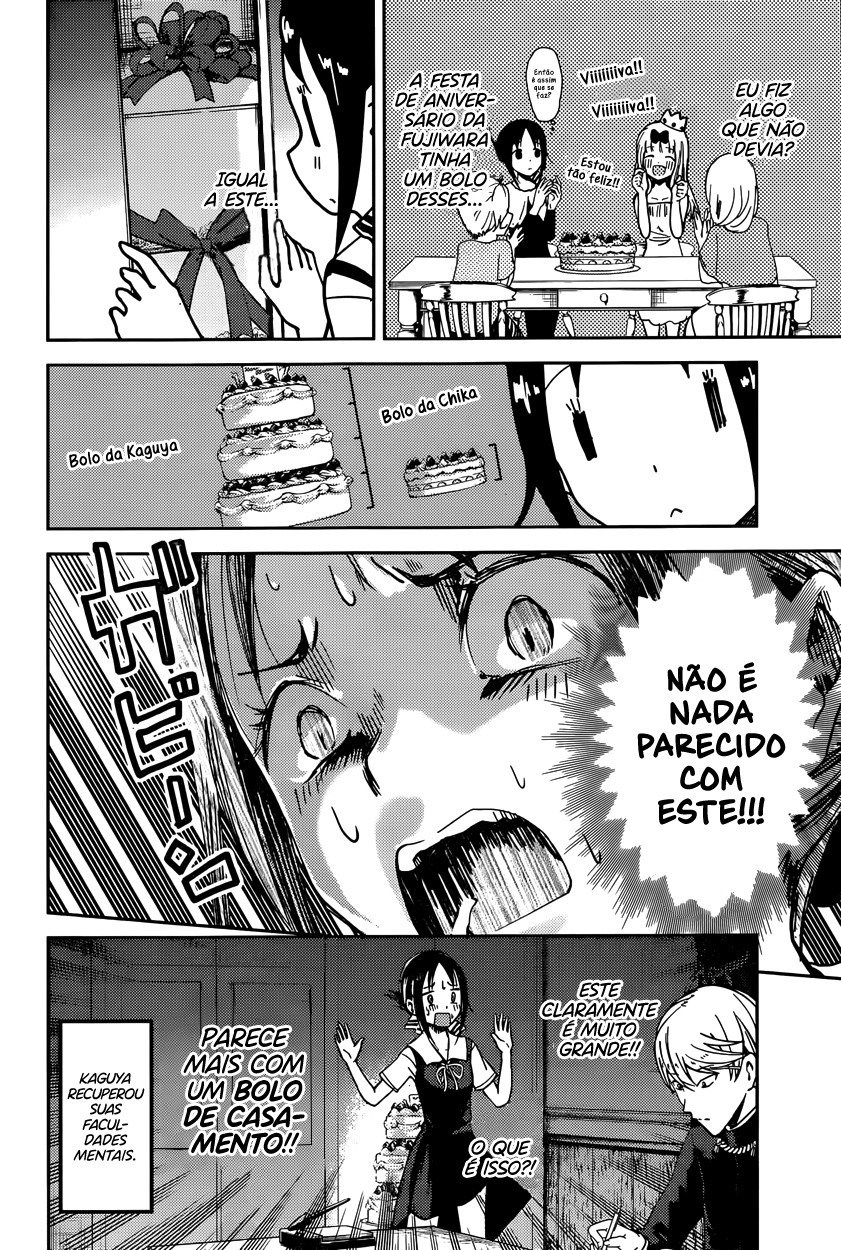 EU FIZ
ALGO
QUE NÃO
DEVIA?
Viiiiiiiva!!
Viiiiiiiva!!
Estou
tão feliz!!
Então
é assim
que se
faz?
A FESTA
DE ANIVER-
SÁRIO DA
FUJIWARA
TINHA
UM BOLO
DESSES...
IGUAL
A ESTE...
Bolo da Chika
Bolo da Kaguya
NÃO É
NADA
PARECIDO
COM
ESTE!!!
ESTE
CLARAMENTE
É MUITO
GRANDE!!
O QUE
É ISSO?!
PARECE
MAIS COM
UM BOLO
DE CASA-
MENTO!!
KAGUYA
RECUPEROU
SUAS
FACUL-
DADES
MENTAIS.